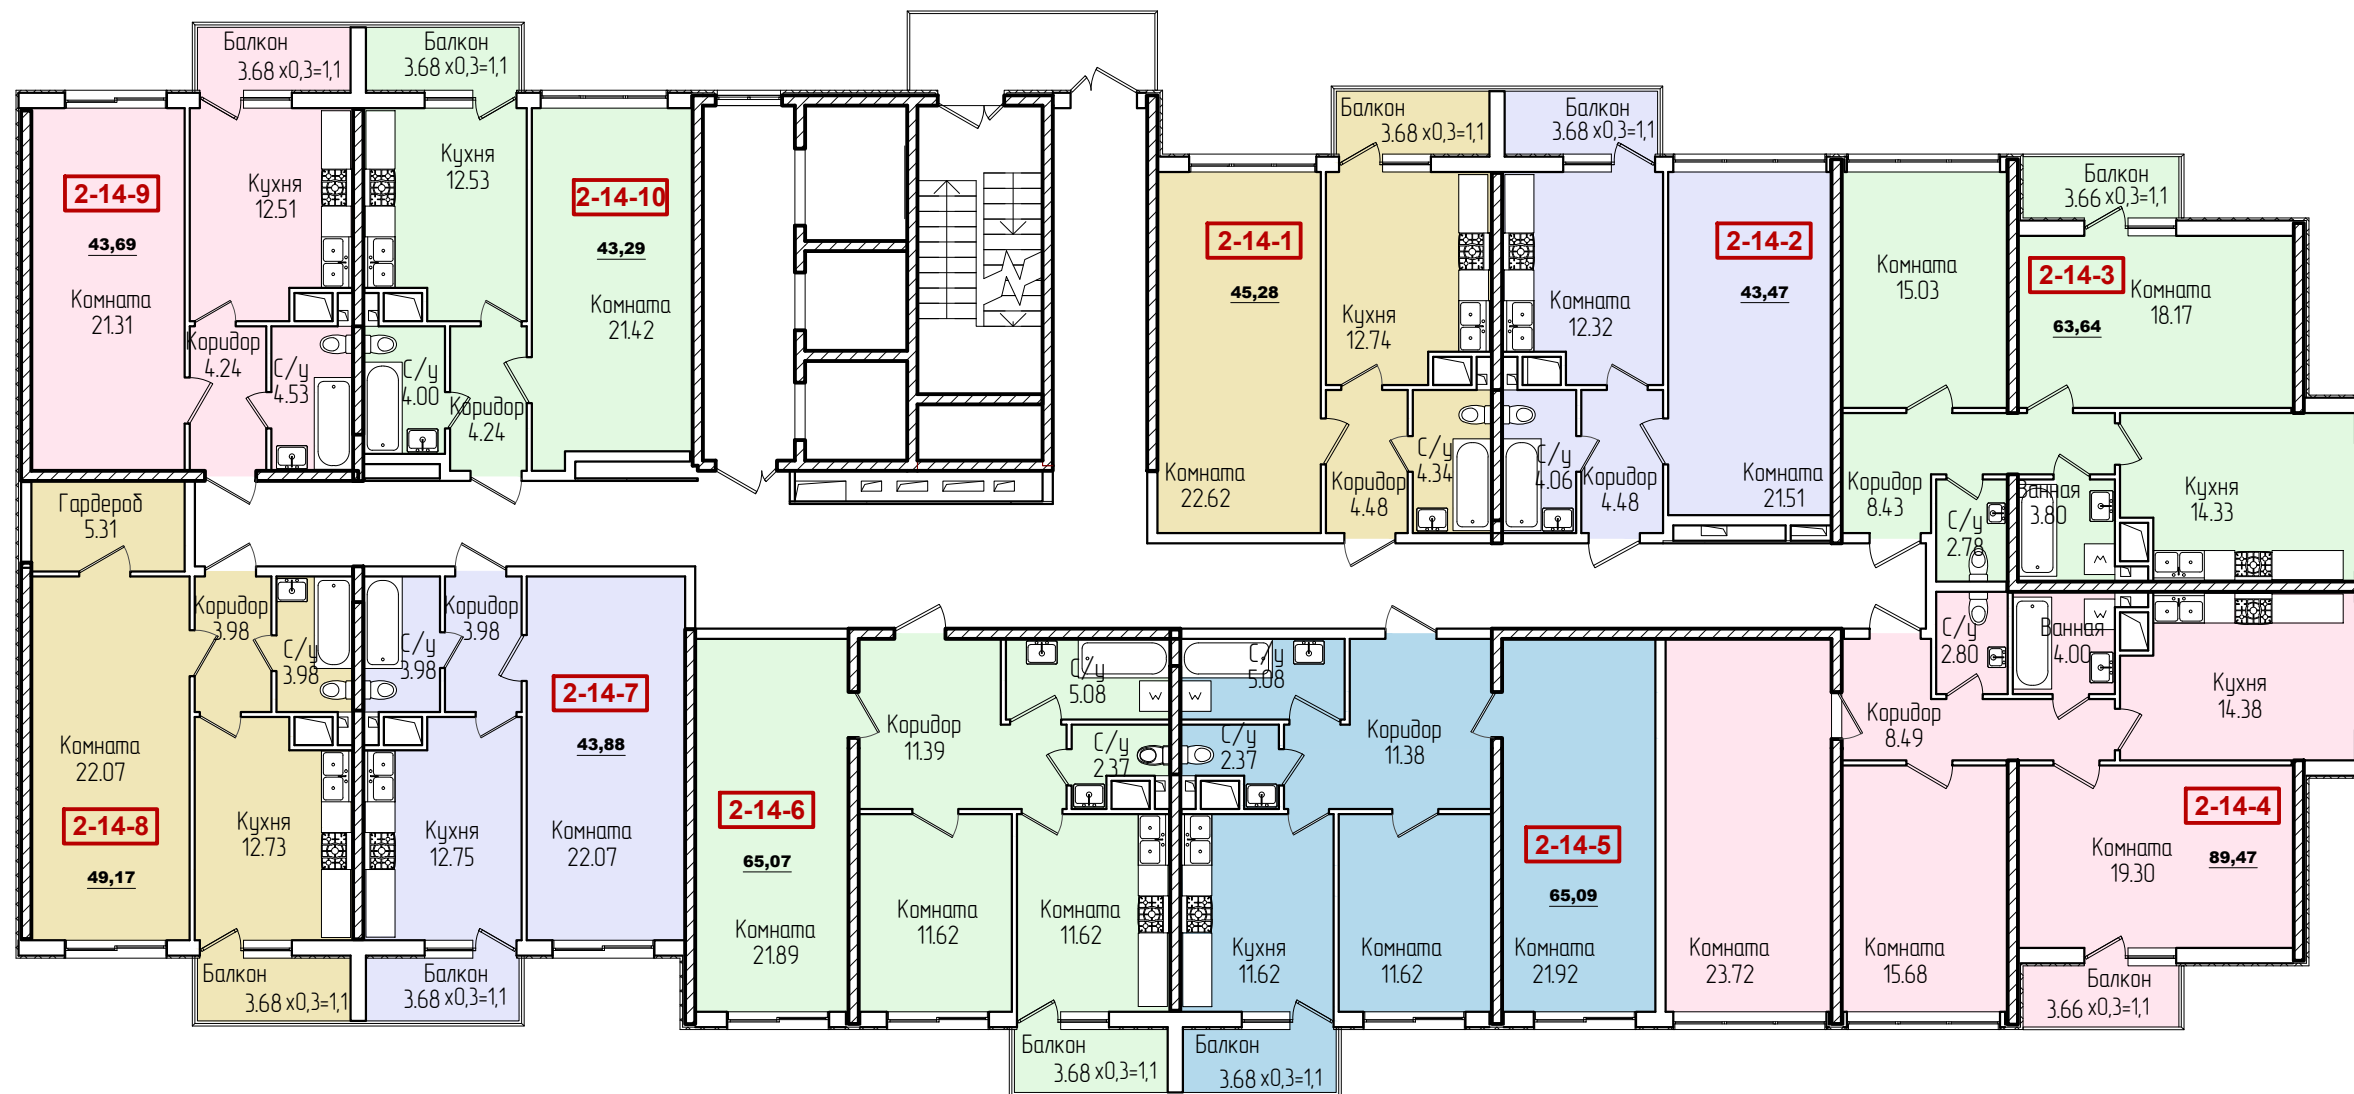 Балкон
3.68 х0,3=1,1
Балкон
3.68 х0,3=1,1
Кухня
12.51
2-14-9
43,69
Комната
21.31
Коридор
4.24
С/у
4.53
Кухня
12.53
2-14-10
43,29
Комната
21.42
С/у
4.00
Коридор
4.24
Балкон
3.68 х0,3=1,1
Балкон
3.68 х0,3=1,1
2-14-1
45,28
Кухня
12.74
Комната
22.62
Коридор
4.48
С/у
4.34
2-14-2
43,47
Комната
12.32
С/у
4.06
Коридор
4.48
Комната
21.51
Балкон
3.66 х0,3=1,1
Комната
15.03
2-14-3
63,64
Комната
18.17
Коридор
8.43
С/у
2.78
Ванная
3.80
Кухня
14.33
Гардероб
5.31
Коридор
3.98
С/у
3.98
Комната
22.07
2-14-8
49,17
Кухня
12.73
Балкон
3.68 х0,3=1,1
С/у
3.98
Коридор
3.98
2-14-7
43,88
Кухня
12.75
Комната
22.07
Балкон
3.68 х0,3=1,1
2-14-6
65,07
Комната
21.89
Коридор
11.39
С/у
5.08
W
С/у
2.37
Комната
11.62
Комната
11.62
Балкон
3.68 х0,3=1,1
С/у
5.08
W
С/у
2.37
Коридор
11.38
Кухня
11.62
Комната
11.62
2-14-5
65,09
Комната
21.92
Балкон
3.68 х0,3=1,1
С/у
2.80
Ванная
4.00
W
Коридор
8.49
Кухня
14.38
Комната
23.72
Комната
15.68
2-14-4
89,47
Комната
19.30
Балкон
3.66 х0,3=1,1